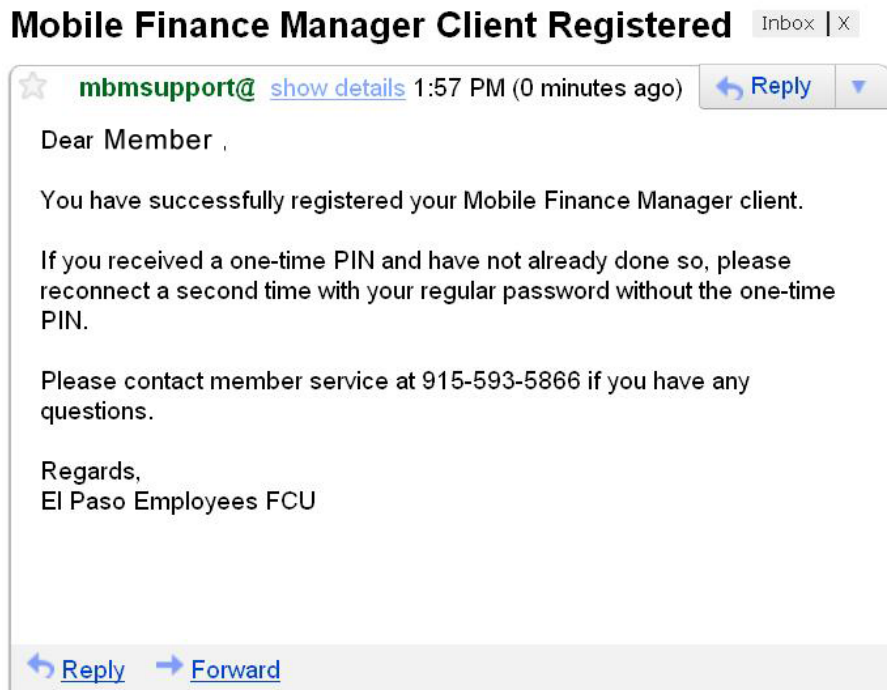 Mobile Finance Manager Client Registered Inbox | X
mbmsupport@ show details 1:57 PM (0 minutes ago) Reply
Dear Member ,
You have successfully registered your Mobile Finance Manager client.
If you received a one-time PIN and have not already done so, please
reconnect a second time with your regular password without the one-time
PIN.
Please contact member service at 915-593-5866 if you have any
questions.
Regards,
El Paso Employees FCU
Reply Forward